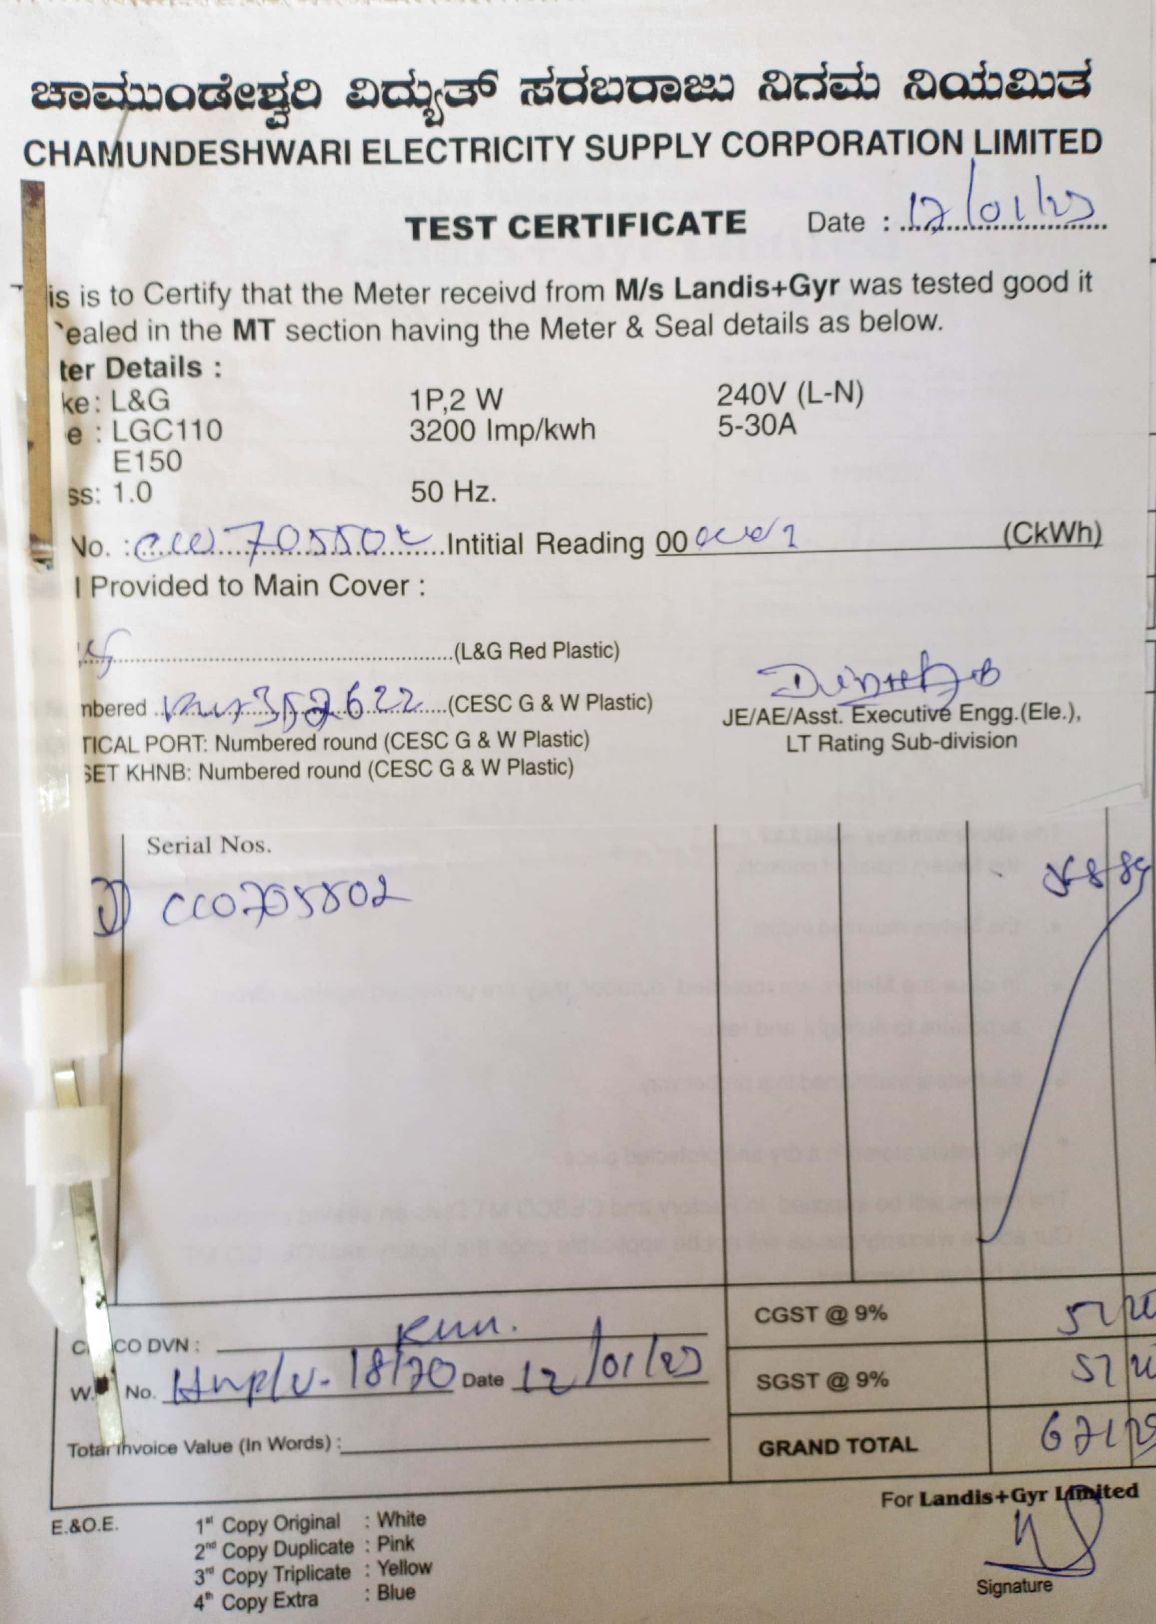 ಚಾಮುಂಡೇಶ್ವರಿ ವಿದ್ಯುತ್ ಸರಬರಾಜು ನಿಗಮ ನಿಯಮಿತ
CHAMUNDESHWARI ELECTRICITY SUPPLY CORPORATION LIMITED
TEST CERTIFICATE Date : 12/01/23
is is to Certify that the Meter receivd from M/s Landis+Gyr was tested good it
ealed in the MT section having the Meter & Seal details as below.
ter Details :
ke: L&G 1P,2 W 240V (L-N)
e : LGC110 3200 Imp/kwh 5-30A
E150
ss: 1.0 50 Hz.
No. : CC0705502 Intitial Reading 00 (CkWh)
l Provided to Main Cover :
(L&G Red Plastic)
mbered 352622 (CESC G & W Plastic)
JE/AE/Asst. Executive Engg.(Ele.),
TICAL PORT: Numbered round (CESC G & W Plastic)
LT Rating Sub-division
SET KHNB: Numbered round (CESC G & W Plastic)
Serial Nos.
1) CC0705502
CGST @ 9%
CO DVN :
W. No. 18/20 Date 12/01/23
SGST @ 9%
Total Invoice Value (In Words) :
GRAND TOTAL
For Landis+Gyr Limited
E.&O.E. 1st Copy Original : White
2nd Copy Duplicate : Pink
3rd Copy Triplicate : Yellow
4th Copy Extra : Blue
Signature